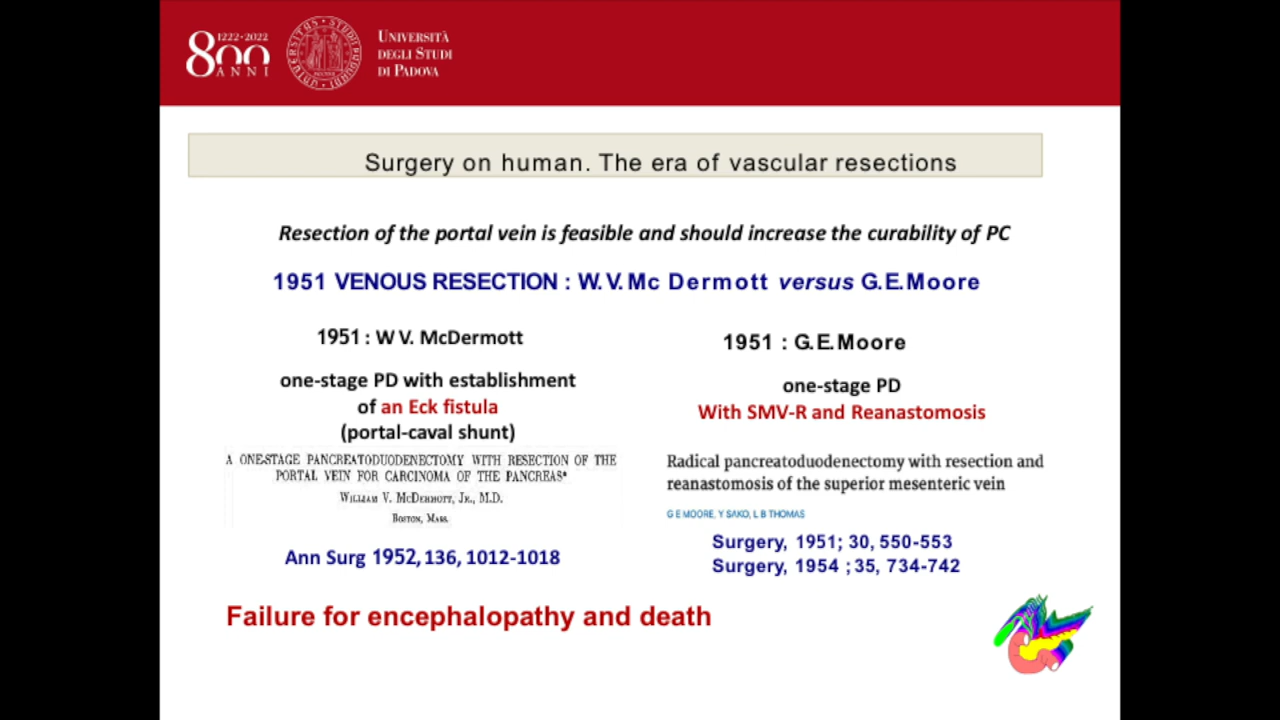 1222·2022
800
ANNI
UNIVERSITÀ
DEGLI STUDI
DI PADOVA
Surgery on human. The era of vascular resections
Resection of the portal vein is feasible and should increase the curability of PC
1951 VENOUS RESECTION : W.V.Mc Dermott versus G.E.Moore
1951 : W V. McDermott
one-stage PD with establishment
of an Eck fistula
(portal-caval shunt)
A ONE-STAGE PANCREATODUODENECTOMY WITH RESECTION OF THE
PORTAL VEIN FOR CARCINOMA OF THE PANCREAS*
WILLIAM V. McDERMOTT, JR., M.D.
BOSTON, MASS.
Ann Surg 1952, 136, 1012-1018
1951 : G.E.Moore
one-stage PD
With SMV-R and Reanastomosis
Radical pancreatoduodenectomy with resection and
reanastomosis of the superior mesenteric vein
G E MOORE, Y SAKO, L B THOMAS
Surgery, 1951; 30, 550-553
Surgery, 1954 ; 35, 734-742
Failure for encephalopathy and death